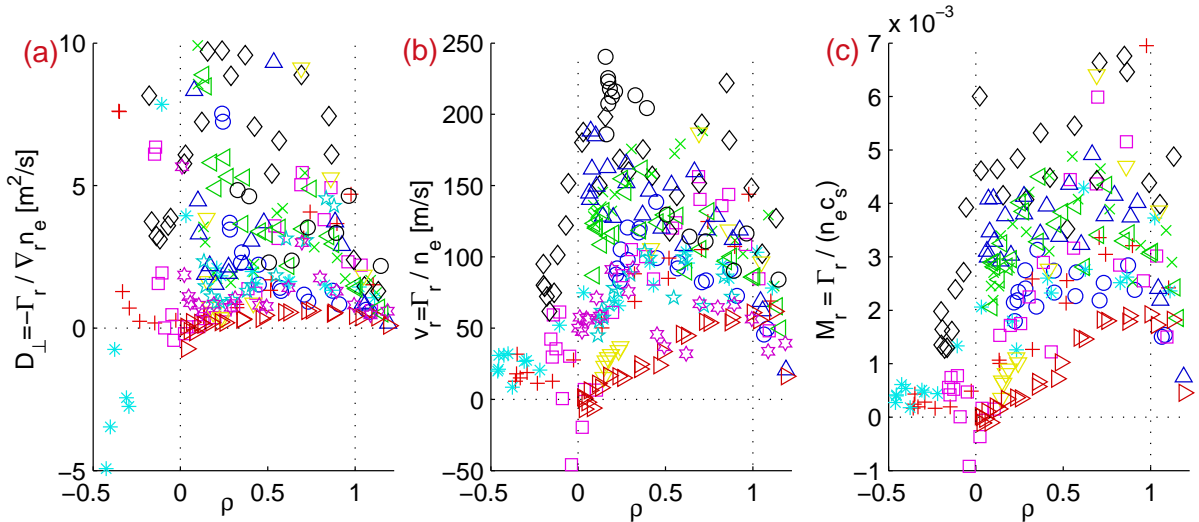 (a)
D⊥=−Γr / ∇r ne [m²/s]
10
5
0
−5
−0.5 0 0.5 1
ρ
(b)
vr=Γr / ne [m/s]
250
200
150
100
50
0
−50
−0.5 0 0.5 1
ρ
(c)
x 10⁻³
Mr = Γr / (ne cs)
7
6
5
4
3
2
1
0
−1
−0.5 0 0.5 1
ρ